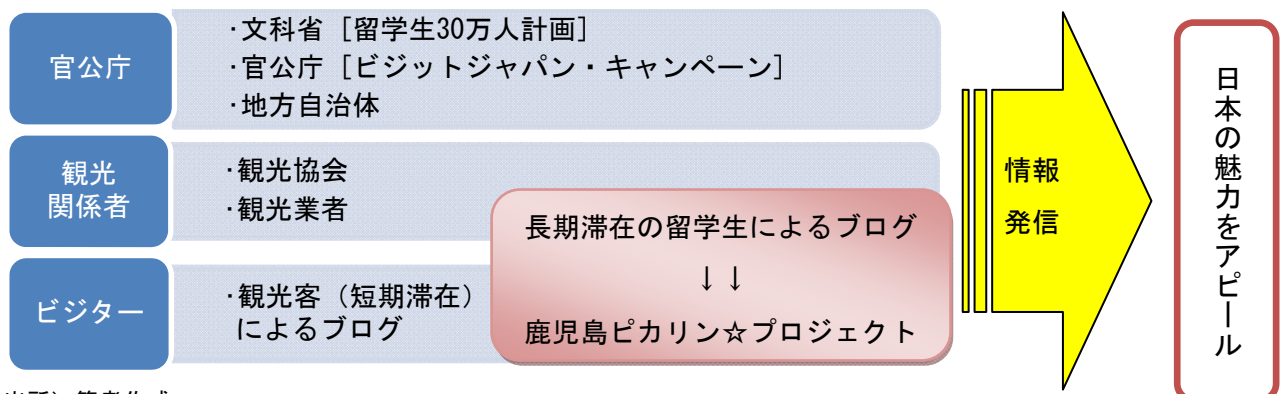 官公庁
·文科省［留学生30万人計画］
·官公庁［ビジットジャパン・キャンペーン］
·地方自治体
観光
関係者
·観光協会
·観光業者
ビジター
·観光客（短期滞在）
によるブログ
長期滞在の留学生によるブログ
↓↓
鹿児島ピカリン☆プロジェクト
情報
発信
日本の魅力をアピール